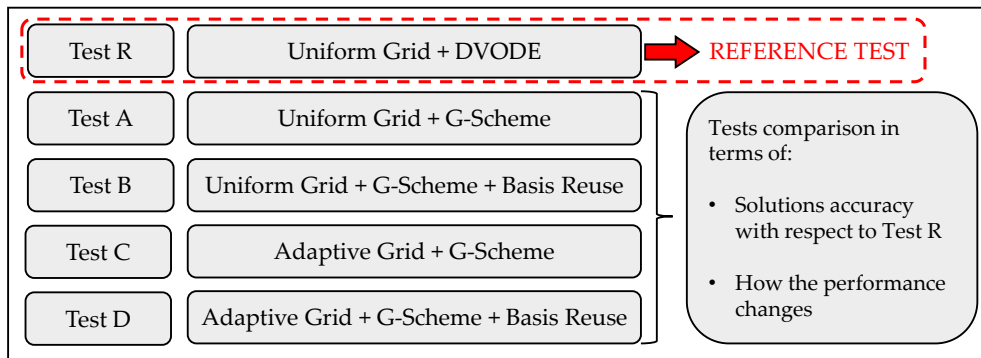 Test R
Uniform Grid + DVODE
REFERENCE TEST
Test A
Uniform Grid + G-Scheme
Test B
Uniform Grid + G-Scheme + Basis Reuse
Test C
Adaptive Grid + G-Scheme
Test D
Adaptive Grid + G-Scheme + Basis Reuse
Tests comparison in
terms of:
• Solutions accuracy
with respect to Test R
• How the performance
changes